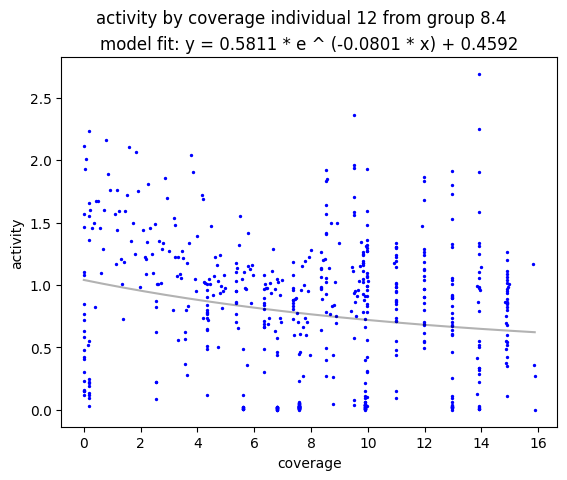 activity by coverage individual 12 from group 8.4
model fit: y = 0.5811 * e ^ (-0.0801 * x) + 0.4592
2.5
2.0
1.5
1.0
0.5
0.0
activity
0 2 4 6 8 10 12 14 16
coverage